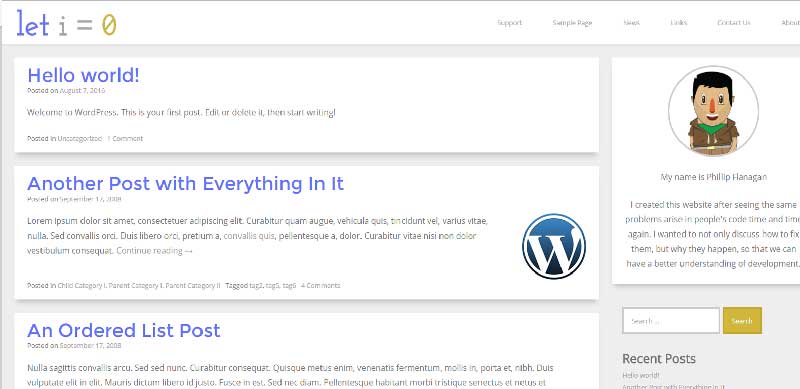 let i = 0
Support
Sample Page
News
Links
Contact Us
About
Hello world!
Posted on August 7, 2016
Welcome to WordPress. This is your first post. Edit or delete it, then start writing!
Posted in Uncategorized 1 Comment
Another Post with Everything In It
Posted on September 17, 2008
Lorem ipsum dolor sit amet, consectetuer adipiscing elit. Curabitur quam augue, vehicula quis, tincidunt vel, varius vitae,
nulla. Sed convallis orci. Duis libero orci, pretium a, convallis quis, pellentesque a, dolor. Curabitur vitae nisi non dolor
vestibulum consequat. Continue reading →
Posted in Child Category I, Parent Category I, Parent Category II Tagged tag2, tag5, tag6 4 Comments
An Ordered List Post
Posted on September 17, 2008
Nulla sagittis convallis arcu. Sed sed nunc. Curabitur consequat. Quisque metus enim, venenatis fermentum, mollis in, porta et, nibh. Duis
vulputate elit in elit. Mauris dictum libero id justo. Fusce in est. Sed nec diam. Pellentesque habitant morbi tristique senectus et netus et
My name is Phillip Flanagan
I created this website after seeing the same
problems arise in people's code time and time
again. I wanted to not only discuss how to fix
them, but why they happen, so that we can
have a better understanding of development.
Search …
Search
Recent Posts
Hello world!
Another Post with Everything In It